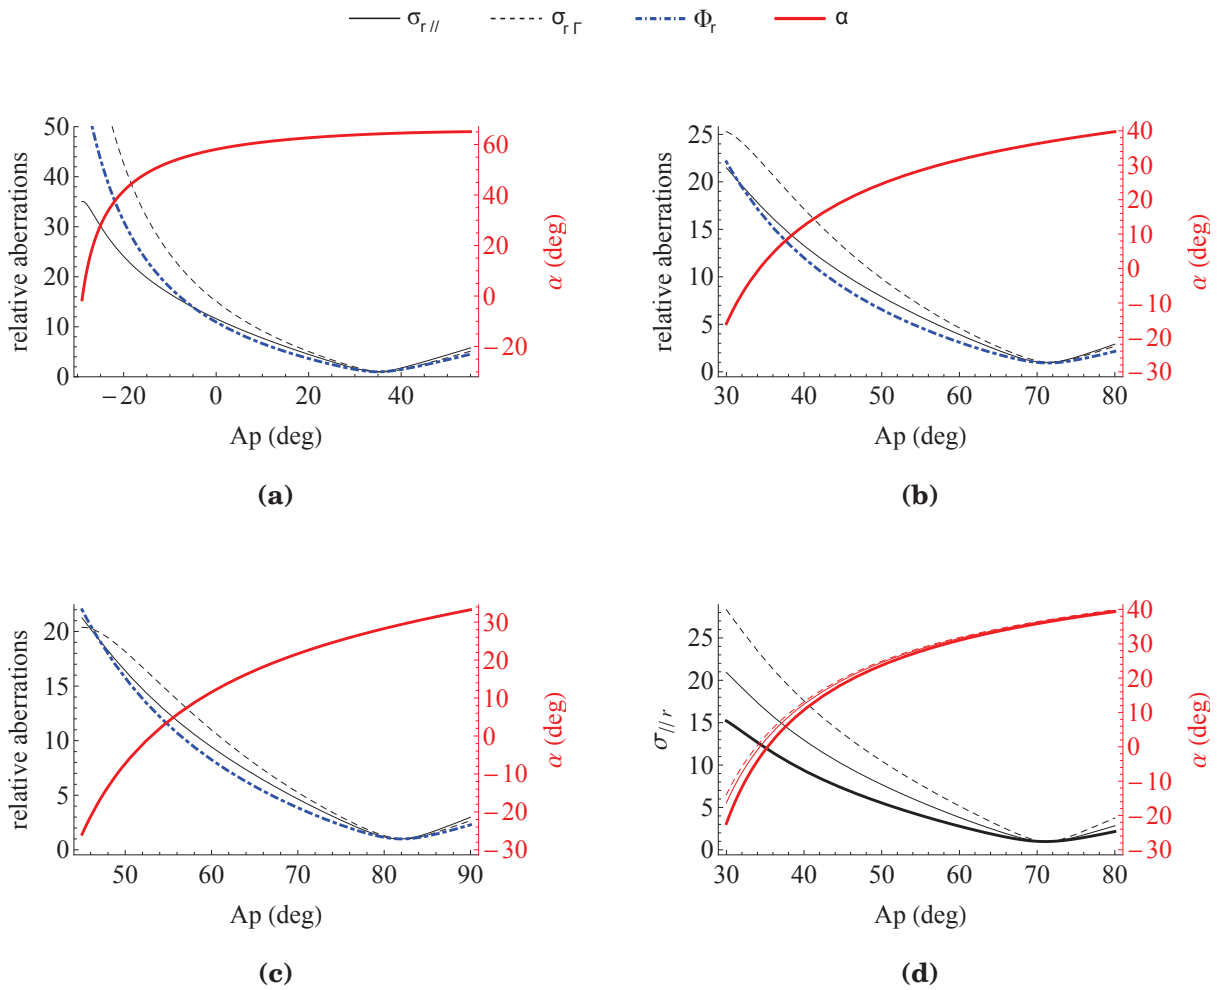 σr// σrΓ Φr α
50
40
30
20
10
0
relative aberrations
−20 0 20 40
Ap (deg)
60
40
20
0
−20
α (deg)
(a)
25
20
15
10
5
0
relative aberrations
30 40 50 60 70 80
Ap (deg)
40
30
20
10
0
−10
−20
−30
α (deg)
(b)
20
15
10
5
0
relative aberrations
50 60 70 80 90
Ap (deg)
30
20
10
0
−10
−20
−30
α (deg)
(c)
25
20
15
10
5
0
σ// r
30 40 50 60 70 80
Ap (deg)
40
30
20
10
0
−10
−20
−30
α (deg)
(d)